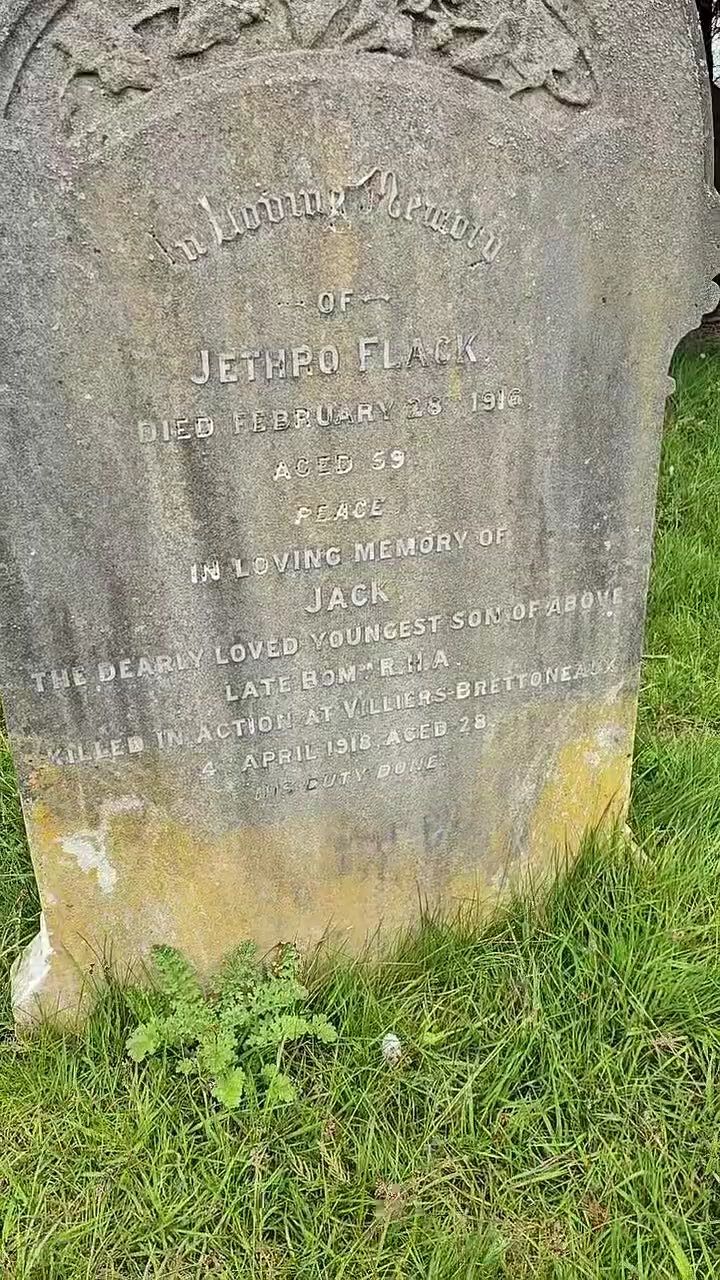 In Loving Memory
OF
JETHRO FLACK.
DIED FEBRUARY 28 1916.
AGED 59.
PEACE
IN LOVING MEMORY OF
JACK
THE DEARLY LOVED YOUNGEST SON OF ABOVE
LATE BOMR R.H.A.
KILLED IN ACTION AT VILLIERS-BRETTONEAUX
4 APRIL 1918 AGED 28.
HIS DUTY DONE